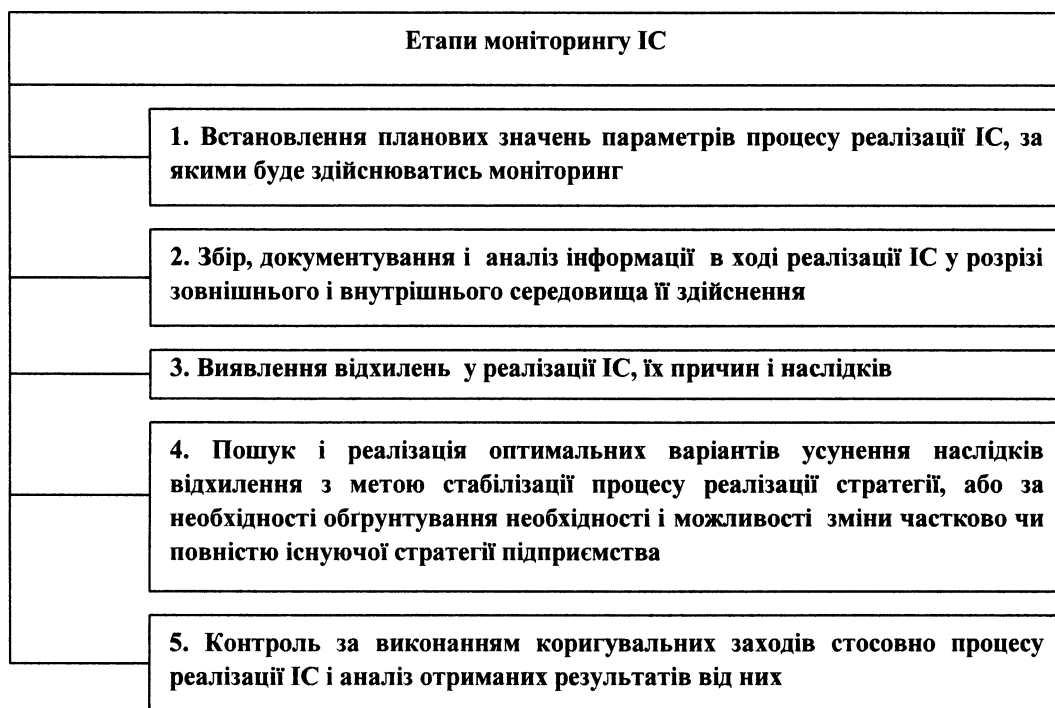 Етапи моніторингу ІС
1. Встановлення планових значень параметрів процесу реалізації ІС, за
якими буде здійснюватись моніторинг
2. Збір, документування і аналіз інформації в ході реалізації ІС у розрізі
зовнішнього і внутрішнього середовища її здійснення
3. Виявлення відхилень у реалізації ІС, їх причин і наслідків
4. Пошук і реалізація оптимальних варіантів усунення наслідків
відхилення з метою стабілізації процесу реалізації стратегії, або за
необхідності обґрунтування необхідності і можливості зміни частково чи
повністю існуючої стратегії підприємства
5. Контроль за виконанням коригувальних заходів стосовно процесу
реалізації ІС і аналіз отриманих результатів від них